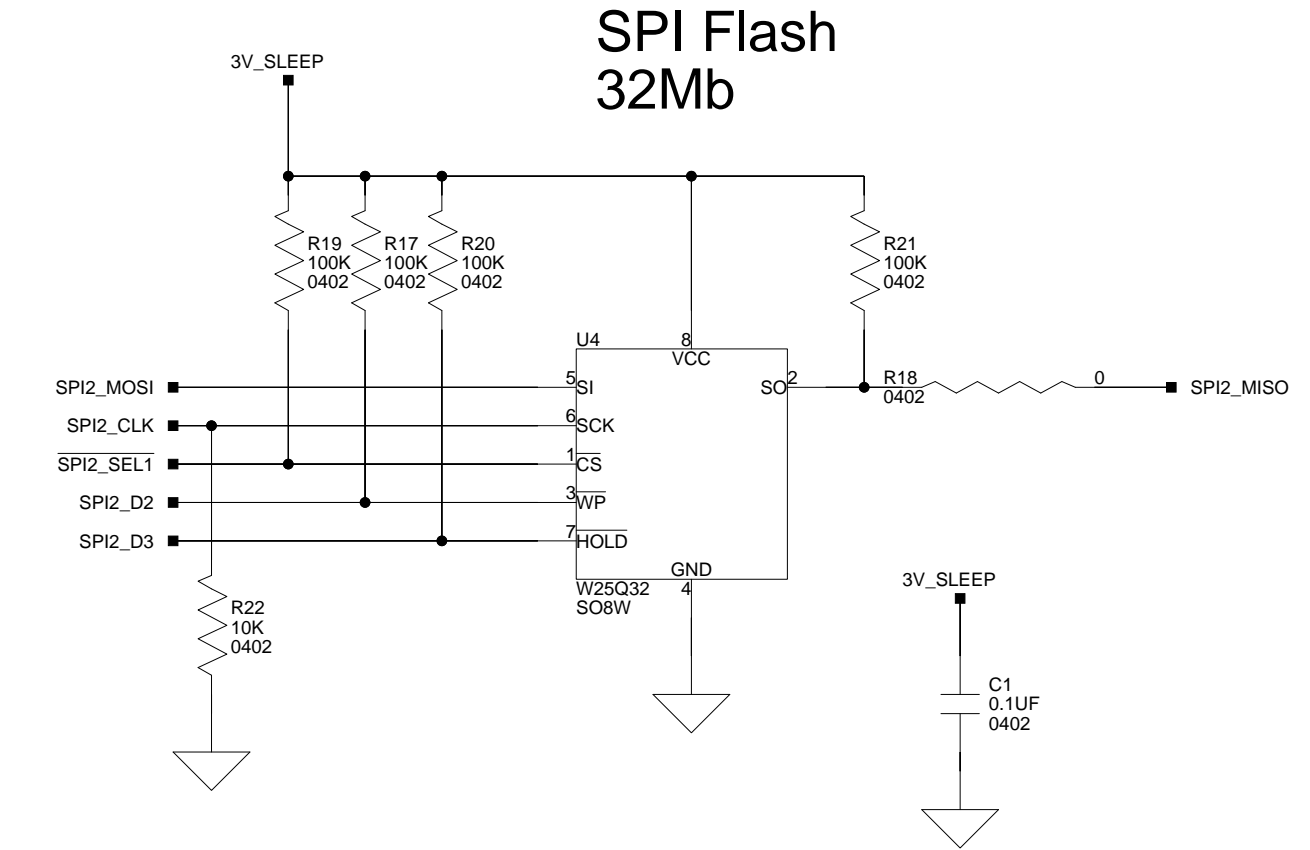 SPI Flash
32Mb
3V_SLEEP
R19
100K
0402
R17
100K
0402
R20
100K
0402
R21
100K
0402
U4
8
VCC
SPI2_MOSI
5
SI
SO
2
R18
0402
0
SPI2_MISO
SPI2_CLK
6
SCK
SPI2_SEL1
1
CS
SPI2_D2
3
WP
SPI2_D3
7
HOLD
GND
4
W25Q32
SO8W
R22
10K
0402
3V_SLEEP
C1
0.1UF
0402